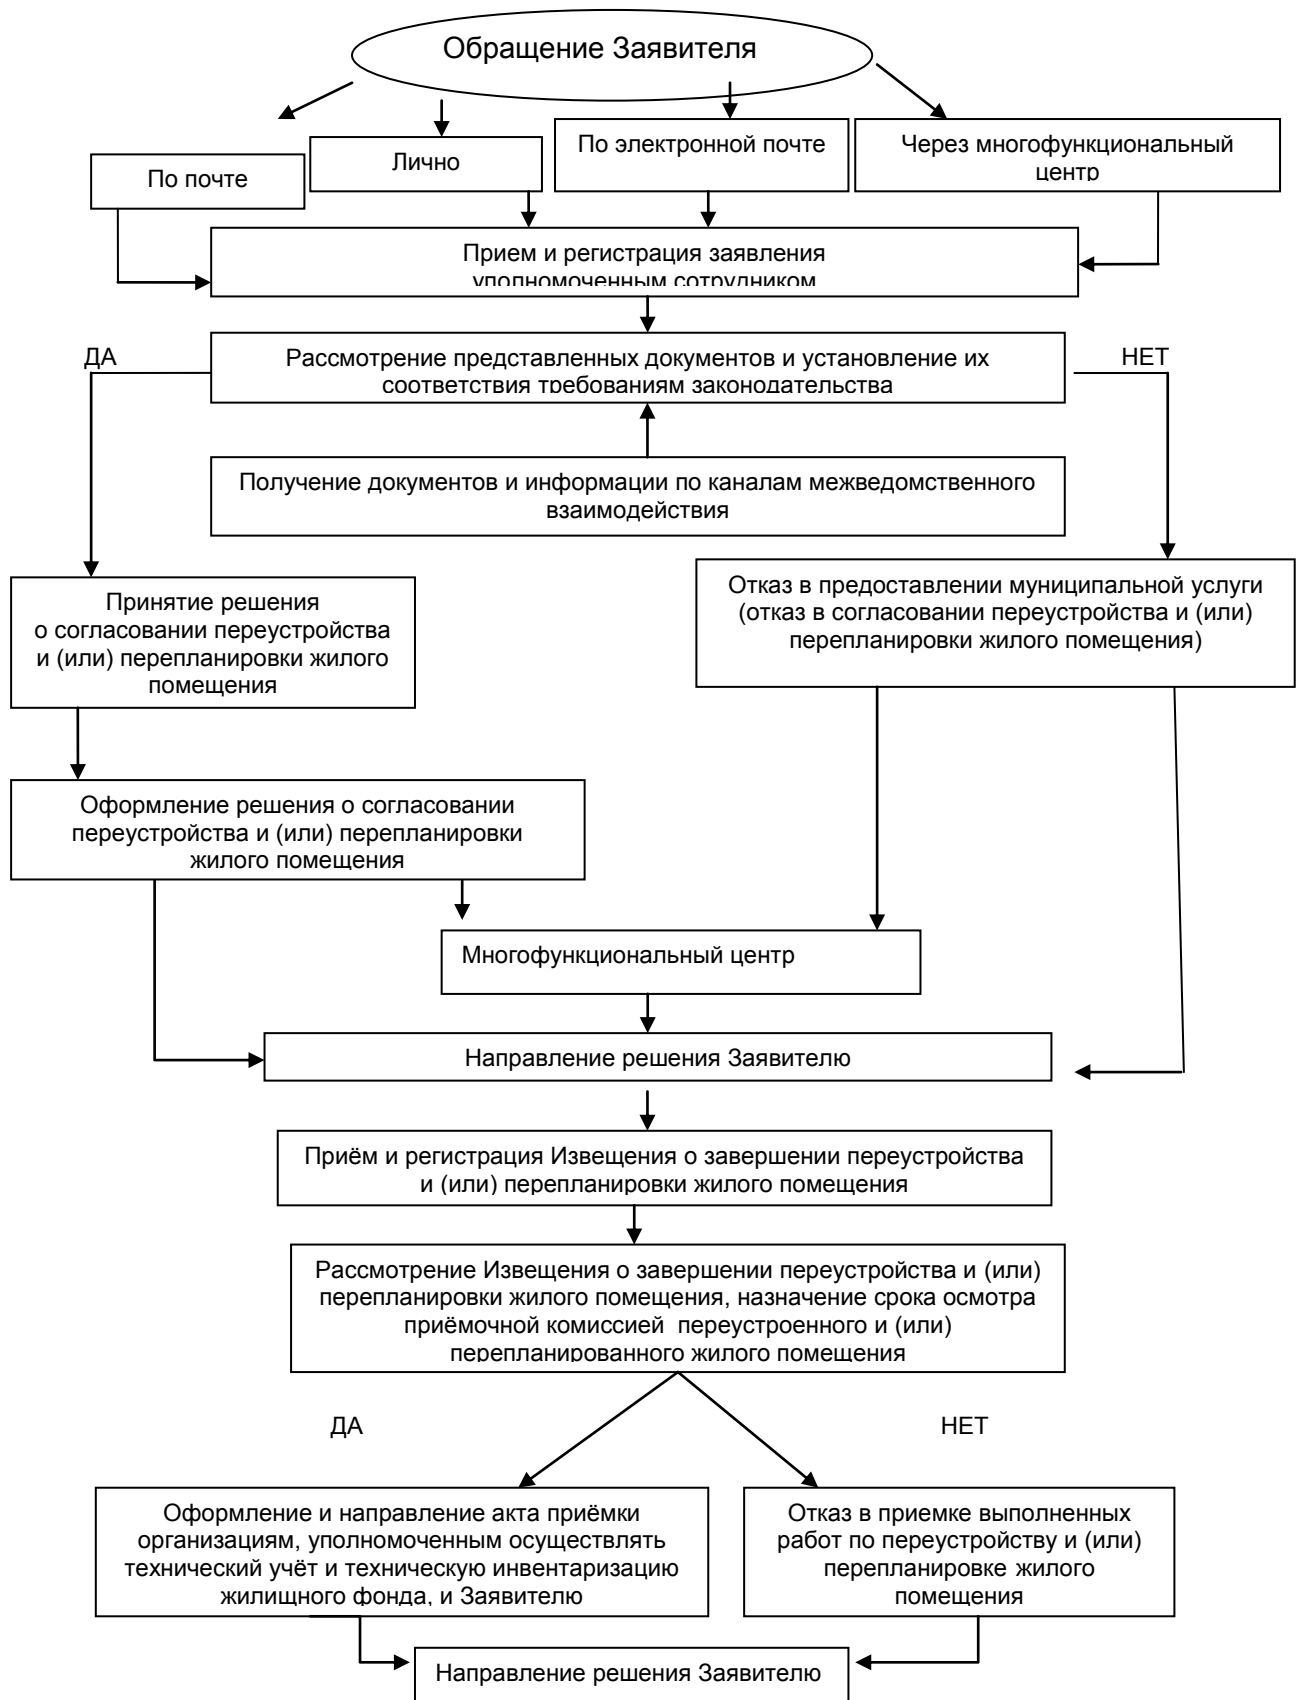 Обращение Заявителя
По почте
Лично
По электронной почте
Через многофункциональный
центр
Прием и регистрация заявления
уполномоченным сотрудником
ДА
Рассмотрение представленных документов и установление их
соответствия требованиям законодательства
НЕТ
Получение документов и информации по каналам межведомственного
взаимодействия
Принятие решения
о согласовании переустройства
и (или) перепланировки жилого
помещения
Отказ в предоставлении муниципальной услуги
(отказ в согласовании переустройства и (или)
перепланировки жилого помещения)
Оформление решения о согласовании
переустройства и (или) перепланировки
жилого помещения
Многофункциональный центр
Направление решения Заявителю
Приём и регистрация Извещения о завершении переустройства
и (или) перепланировки жилого помещения
Рассмотрение Извещения о завершении переустройства и (или)
перепланировки жилого помещения, назначение срока осмотра
приёмочной комиссией переустроенного и (или)
перепланированного жилого помещения
ДА
НЕТ
Оформление и направление акта приёмки
организациям, уполномоченным осуществлять
технический учёт и техническую инвентаризацию
жилищного фонда, и Заявителю
Отказ в приемке выполненных
работ по переустройству и (или)
перепланировке жилого
помещения
Направление решения Заявителю